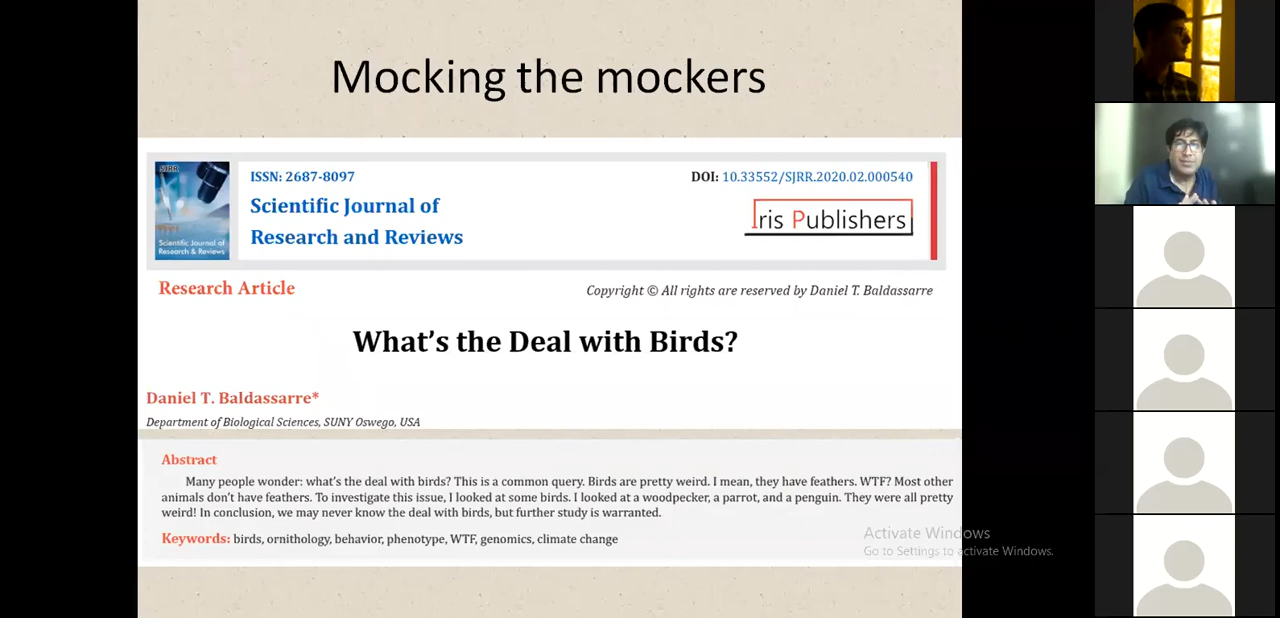 Mocking the mockers
SJRR
ISSN: 2687-8097
DOI: 10.33552/SJRR.2020.02.000540
Scientific Journal of
Research and Reviews
Iris Publishers
Scientific Journal of
Research & Reviews
Research Article
Copyright © All rights are reserved by Daniel T. Baldassarre
What's the Deal with Birds?
Daniel T. Baldassarre*
Department of Biological Sciences, SUNY Oswego, USA
Abstract
Many people wonder: what's the deal with birds? This is a common query. Birds are pretty weird. I mean, they have feathers. WTF? Most other
animals don't have feathers. To investigate this issue, I looked at some birds. I looked at a woodpecker, a parrot, and a penguin. They were all pretty
weird! In conclusion, we may never know the deal with birds, but further study is warranted.
Keywords: birds, ornithology, behavior, phenotype, WTF, genomics, climate change
Activate Windows
Go to Settings to activate Windows.